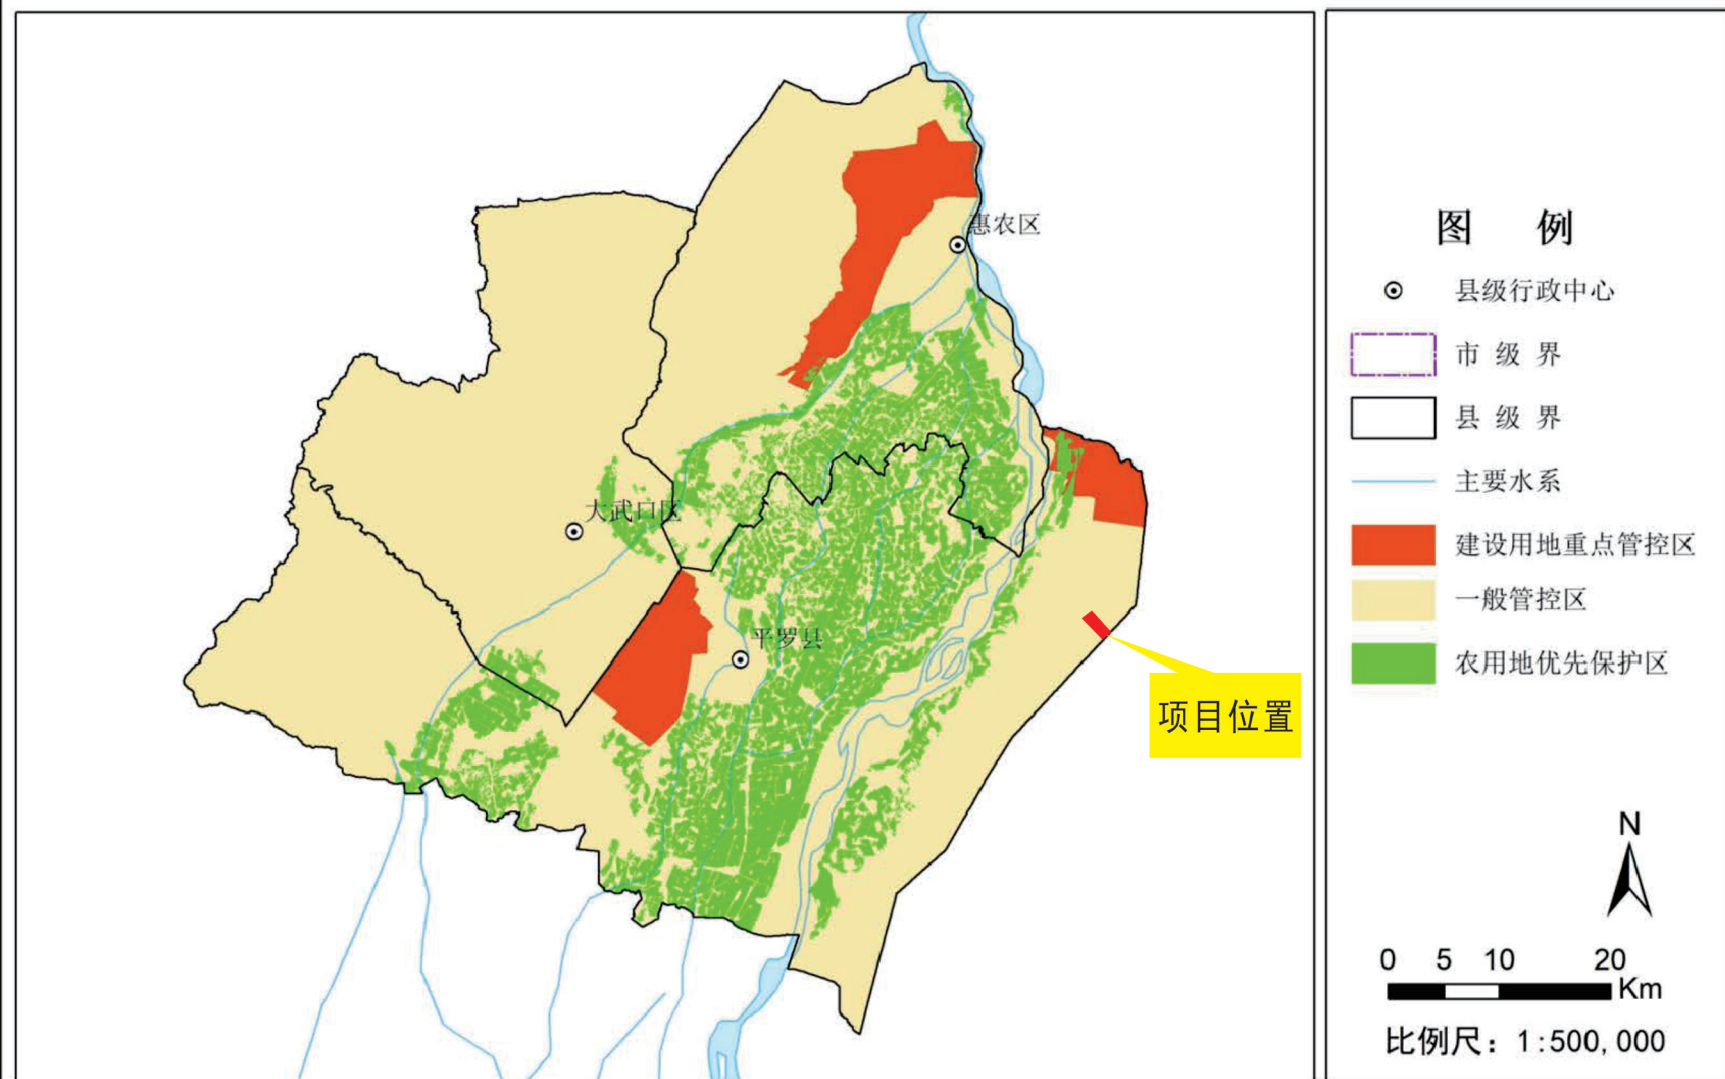 惠农区
大武口区
平罗县
项目位置
图 例
县级行政中心
市 级 界
县 级 界
主要水系
建设用地重点管控区
一般管控区
农用地优先保护区
N
0 5 10 20
Km
比例尺：1:500,000